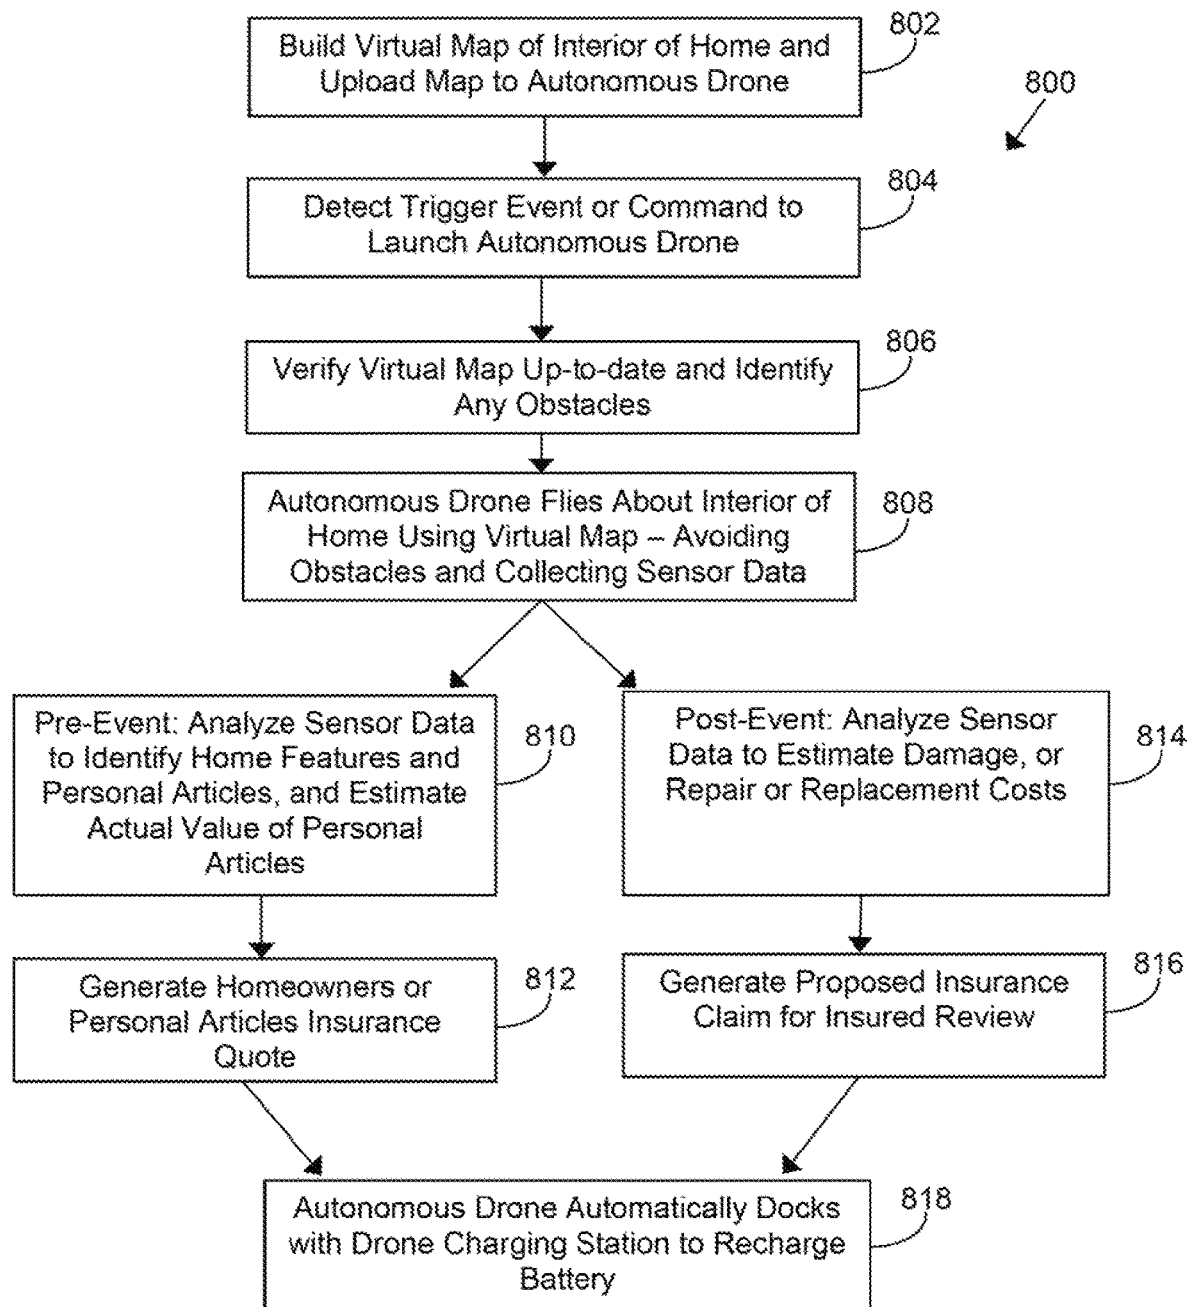 802
Build Virtual Map of Interior of Home and
Upload Map to Autonomous Drone
800
804
Detect Trigger Event or Command to
Launch Autonomous Drone
806
Verify Virtual Map Up-to-date and Identify
Any Obstacles
Autonomous Drone Flies About Interior of
Home Using Virtual Map – Avoiding
Obstacles and Collecting Sensor Data
808
Pre-Event: Analyze Sensor Data
to Identify Home Features and
Personal Articles, and Estimate
Actual Value of Personal
Articles
810
Post-Event: Analyze Sensor
Data to Estimate Damage, or
Repair or Replacement Costs
814
Generate Homeowners or
Personal Articles Insurance
Quote
812
Generate Proposed Insurance
Claim for Insured Review
816
Autonomous Drone Automatically Docks
with Drone Charging Station to Recharge
Battery
818